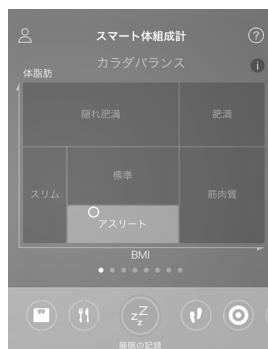 スマート体組成計
?
カラダバランス
i
体脂肪
隠れ肥満
肥満
スリム
標準
筋肉質
アスリート
BMI
zZz
睡眠の記録